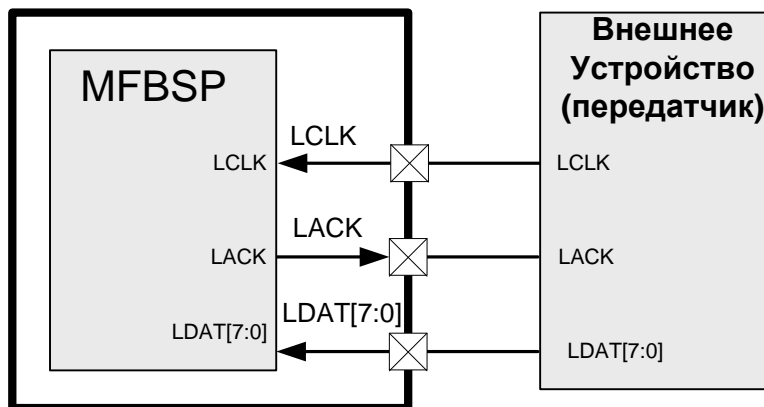 MFBSP
LCLK
LACK
LDAT[7:0]
LCLK
LACK
LDAT[7:0]
Внешнее
Устройство
(передатчик)
LCLK
LACK
LDAT[7:0]